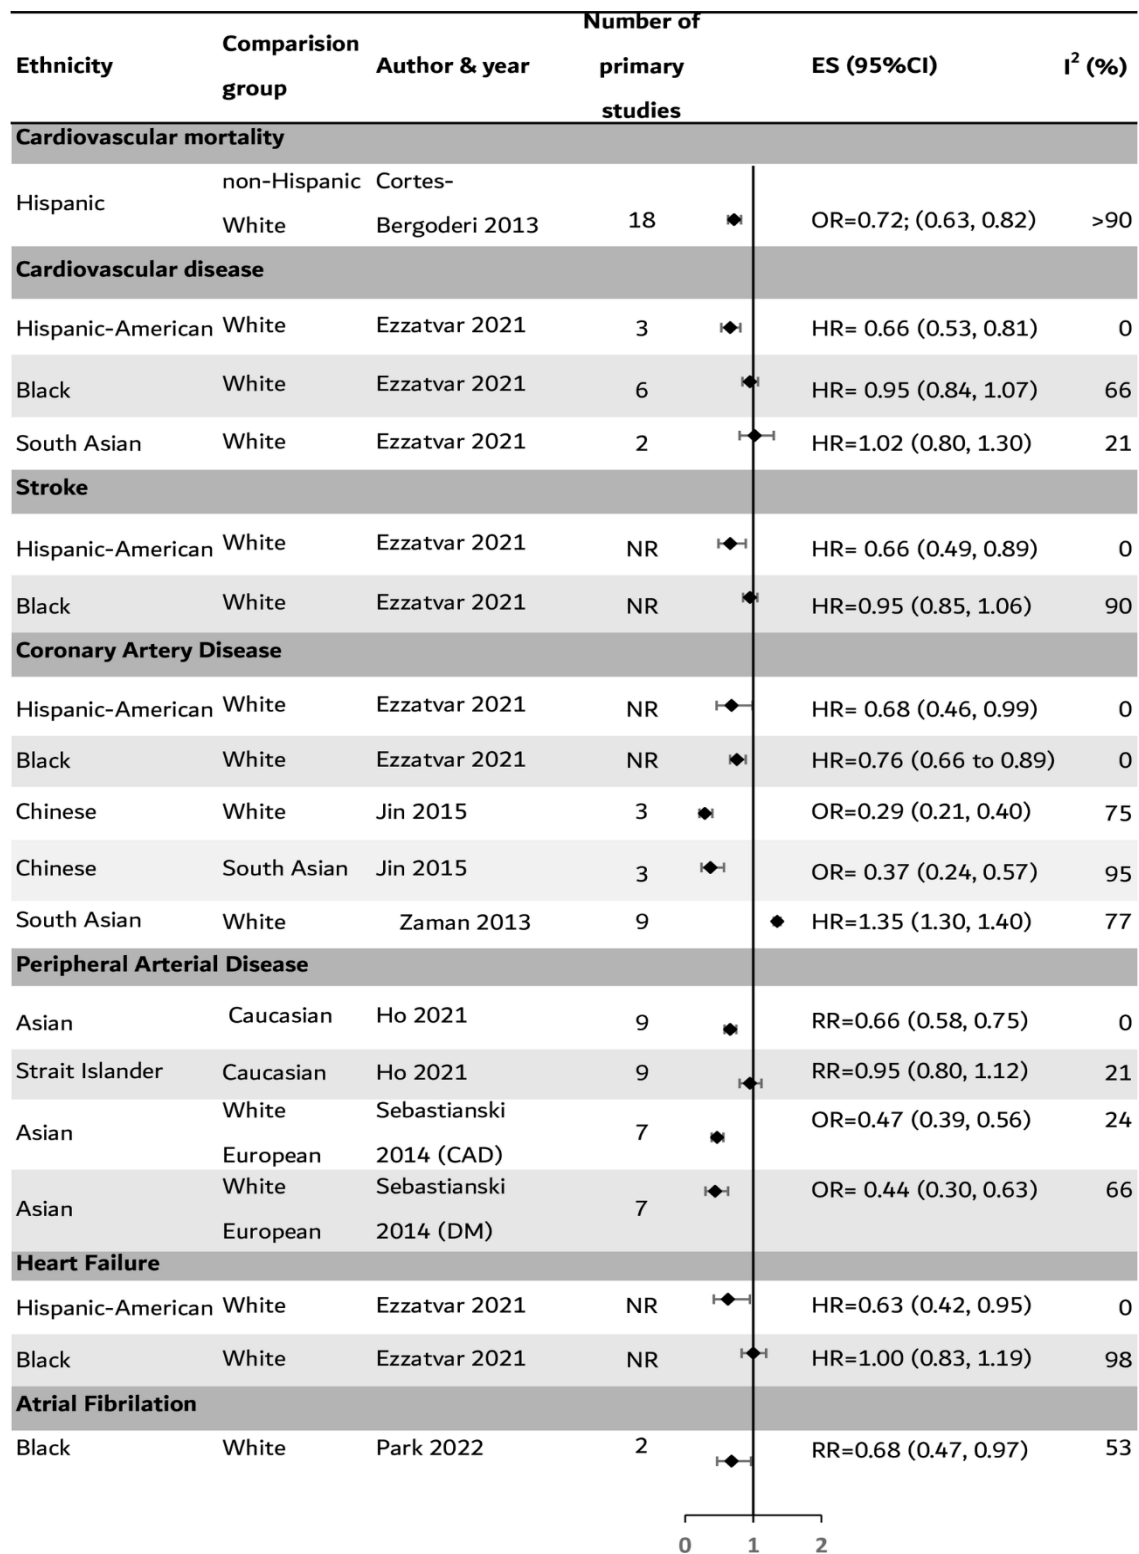 Ethnicity Comparision group Author & year Number of primary studies ES (95%CI) I² (%)
Cardiovascular mortality
Hispanic non-Hispanic White Cortes-Bergoderi 2013 18 OR=0.72; (0.63, 0.82) >90
Cardiovascular disease
Hispanic-American White Ezzatvar 2021 3 HR= 0.66 (0.53, 0.81) 0
Black White Ezzatvar 2021 6 HR= 0.95 (0.84, 1.07) 66
South Asian White Ezzatvar 2021 2 HR=1.02 (0.80, 1.30) 21
Stroke
Hispanic-American White Ezzatvar 2021 NR HR= 0.66 (0.49, 0.89) 0
Black White Ezzatvar 2021 NR HR=0.95 (0.85, 1.06) 90
Coronary Artery Disease
Hispanic-American White Ezzatvar 2021 NR HR= 0.68 (0.46, 0.99) 0
Black White Ezzatvar 2021 NR HR=0.76 (0.66 to 0.89) 0
Chinese White Jin 2015 3 OR=0.29 (0.21, 0.40) 75
Chinese South Asian Jin 2015 3 OR= 0.37 (0.24, 0.57) 95
South Asian White Zaman 2013 9 HR=1.35 (1.30, 1.40) 77
Peripheral Arterial Disease
Asian Caucasian Ho 2021 9 RR=0.66 (0.58, 0.75) 0
Strait Islander Caucasian Ho 2021 9 RR=0.95 (0.80, 1.12) 21
Asian White European Sebastianski 2014 (CAD) 7 OR=0.47 (0.39, 0.56) 24
Asian White European Sebastianski 2014 (DM) 7 OR= 0.44 (0.30, 0.63) 66
Heart Failure
Hispanic-American White Ezzatvar 2021 NR HR=0.63 (0.42, 0.95) 0
Black White Ezzatvar 2021 NR HR=1.00 (0.83, 1.19) 98
Atrial Fibrilation
Black White Park 2022 2 RR=0.68 (0.47, 0.97) 53
0 1 2